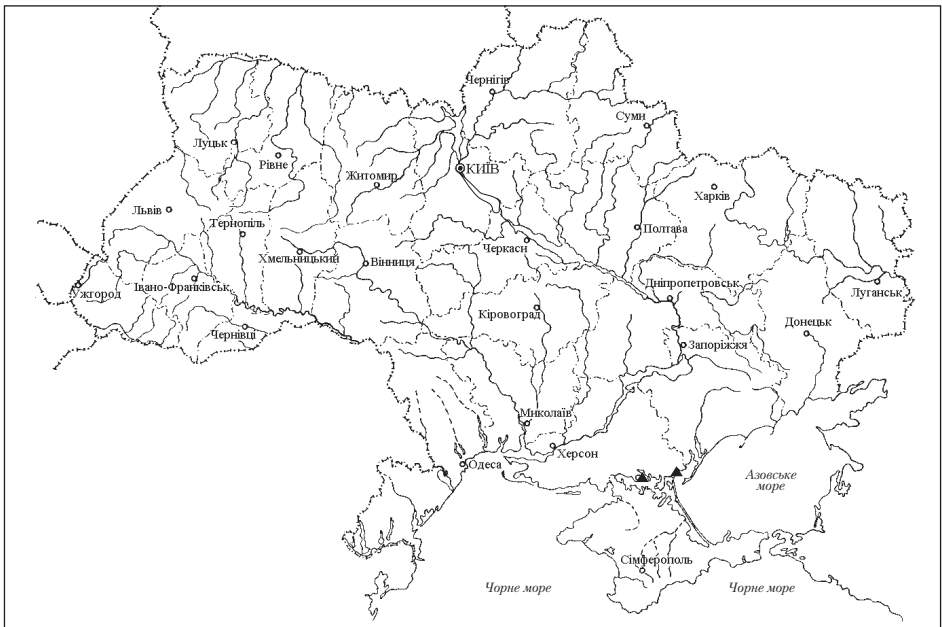 Чернігів
Суми
Луцьк
Рівне
КИЇВ
Житомир
Харків
Львів
Тернопіль
Полтава
Черкаси
Хмельницький
Вінниця
Ужгород
Івано-Франківськ
Дніпропетровськ
Луганськ
Кіровоград
Донецьк
Чернівці
Запоріжжя
Миколаїв
Херсон
Одеса
Азовське
море
Сімферополь
Чорне море
Чорне море